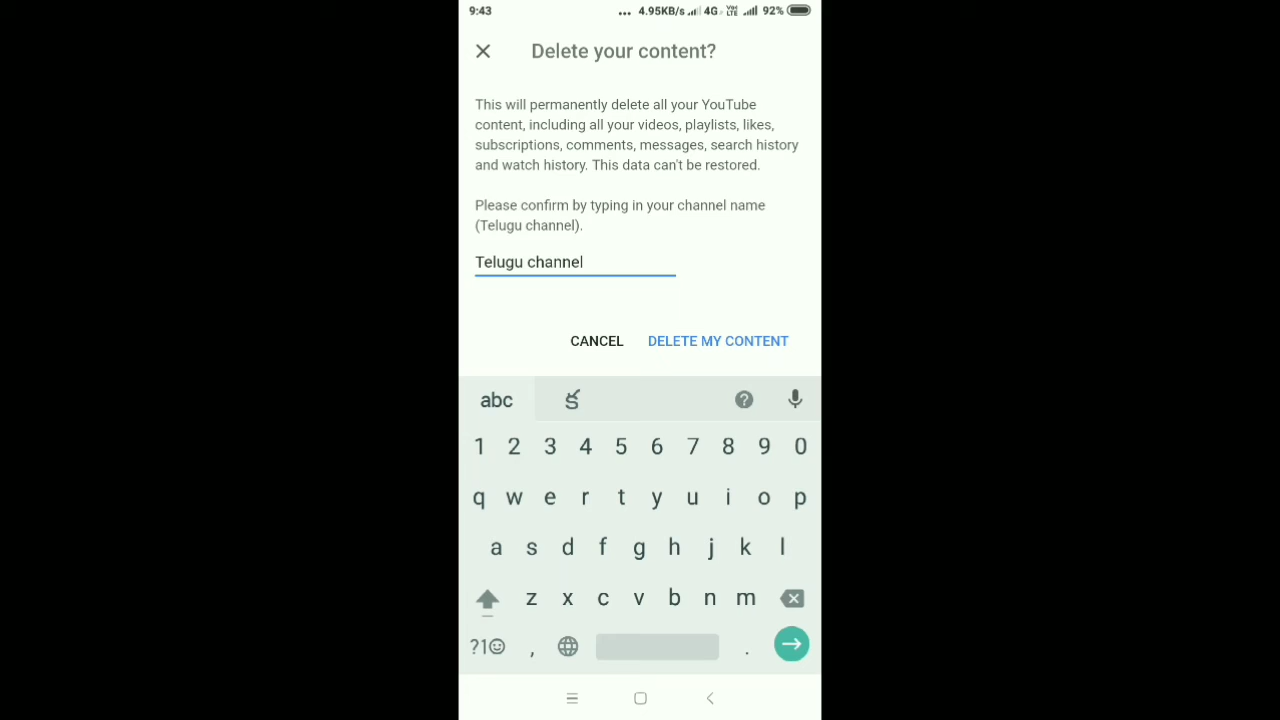 9:43 ... 4.95KB/s 4G VoLTE 92%
Delete your content?
This will permanently delete all your YouTube
content, including all your videos, playlists, likes,
subscriptions, comments, messages, search history
and watch history. This data can't be restored.
Please confirm by typing in your channel name
(Telugu channel).
Telugu channel
CANCEL DELETE MY CONTENT
abc క ?
1 2 3 4 5 6 7 8 9 0
q w e r t y u i o p
a s d f g h j k l
z x c v b n m
?1☺ , .